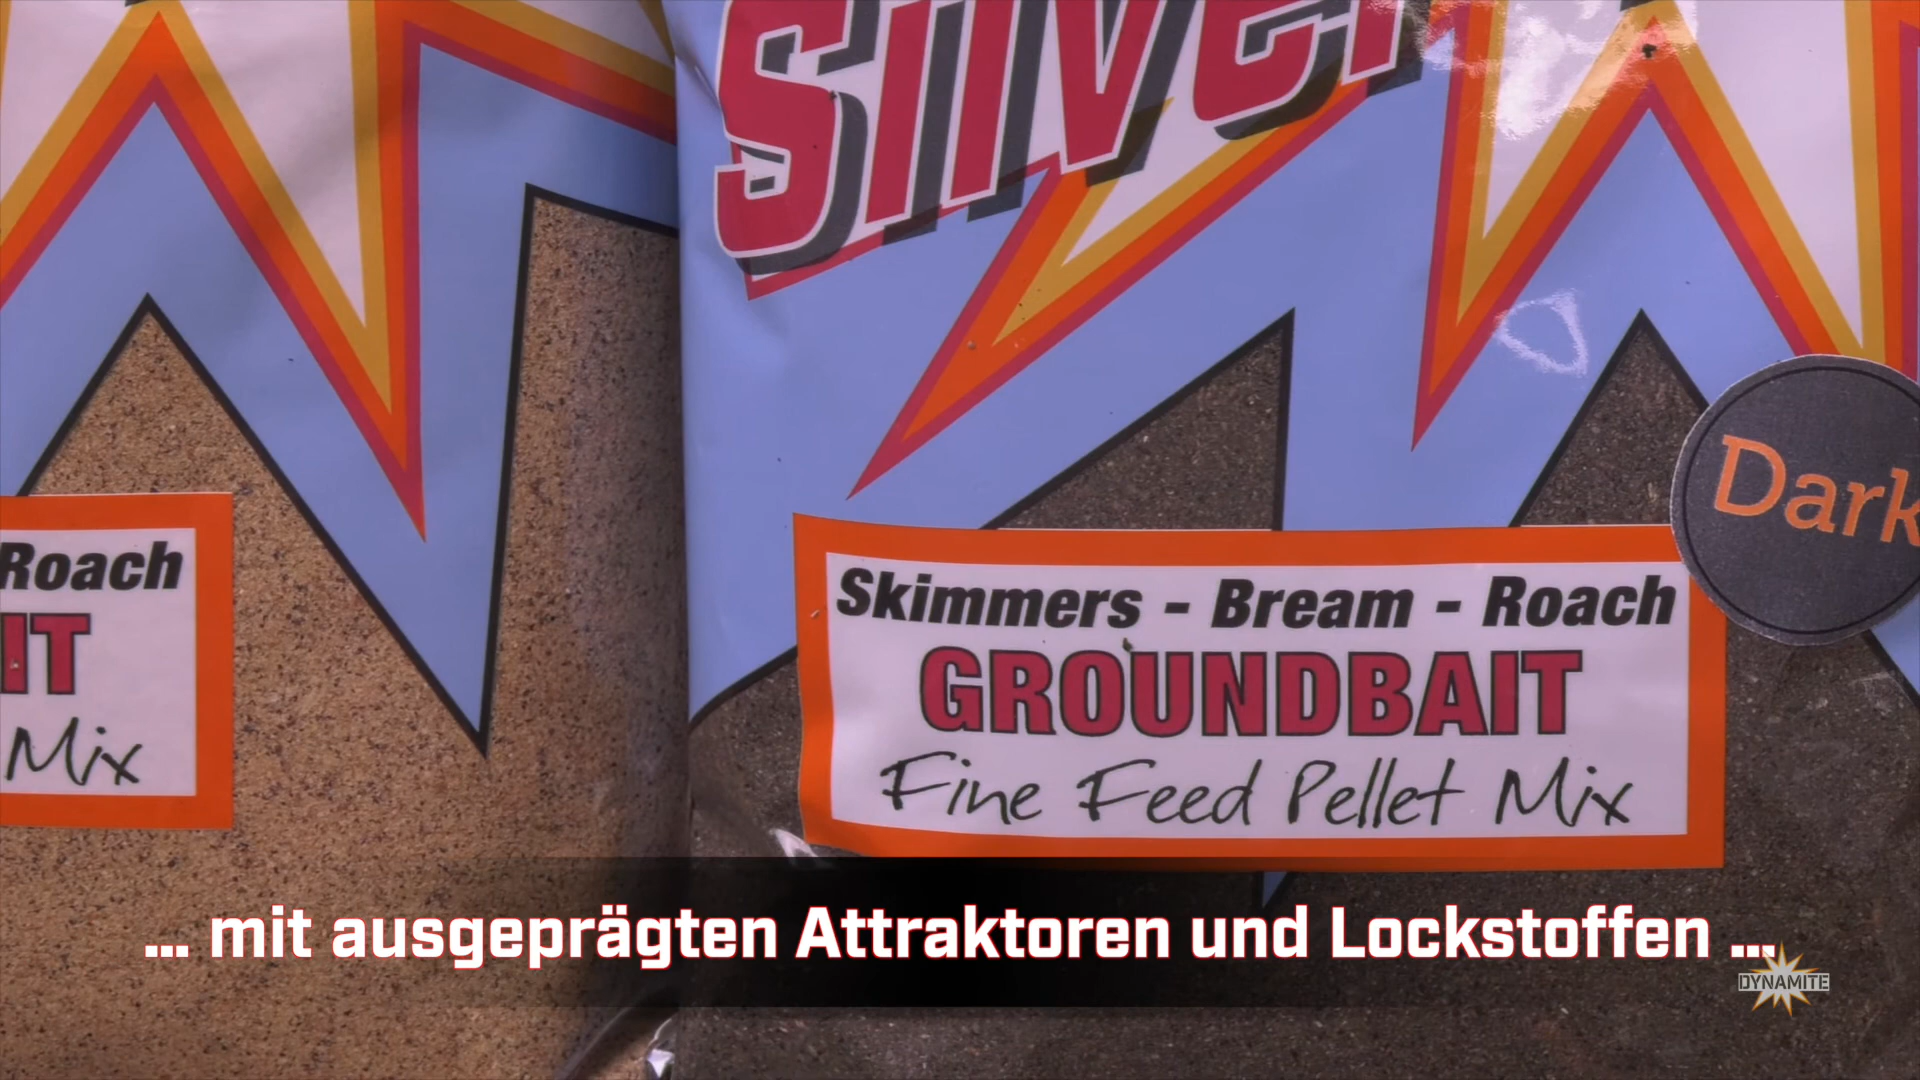 Silver
Dark
Roach
IT
Mix
Skimmers - Bream - Roach
GROUNDBAIT
Fine Feed Pellet Mix
... mit ausgeprägten Attraktoren und Lockstoffen ...
DYNAMITE